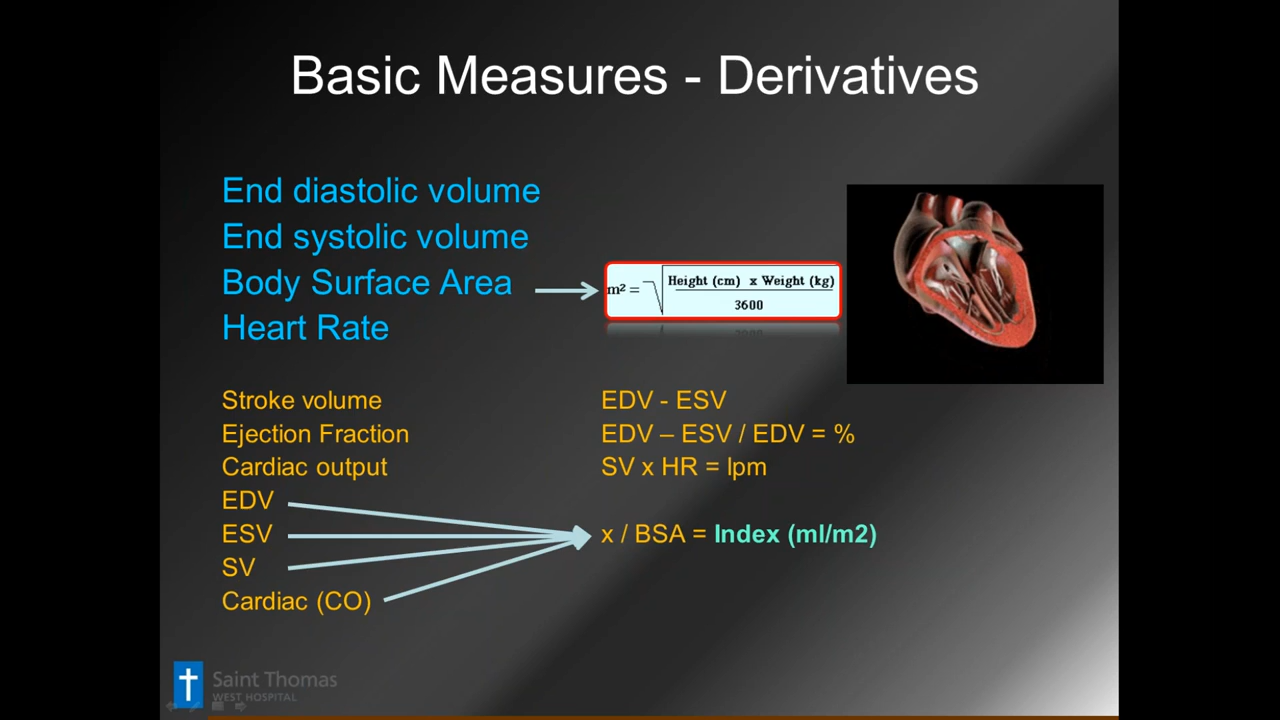 Basic Measures - Derivatives
End diastolic volume
End systolic volume
Body Surface Area
Heart Rate
m² = √ Height (cm) x Weight (kg)
3600
Stroke volume EDV - ESV
Ejection Fraction EDV – ESV / EDV = %
Cardiac output SV x HR = lpm
EDV
ESV x / BSA = Index (ml/m2)
SV
Cardiac (CO)
Saint Thomas
WEST HOSPITAL